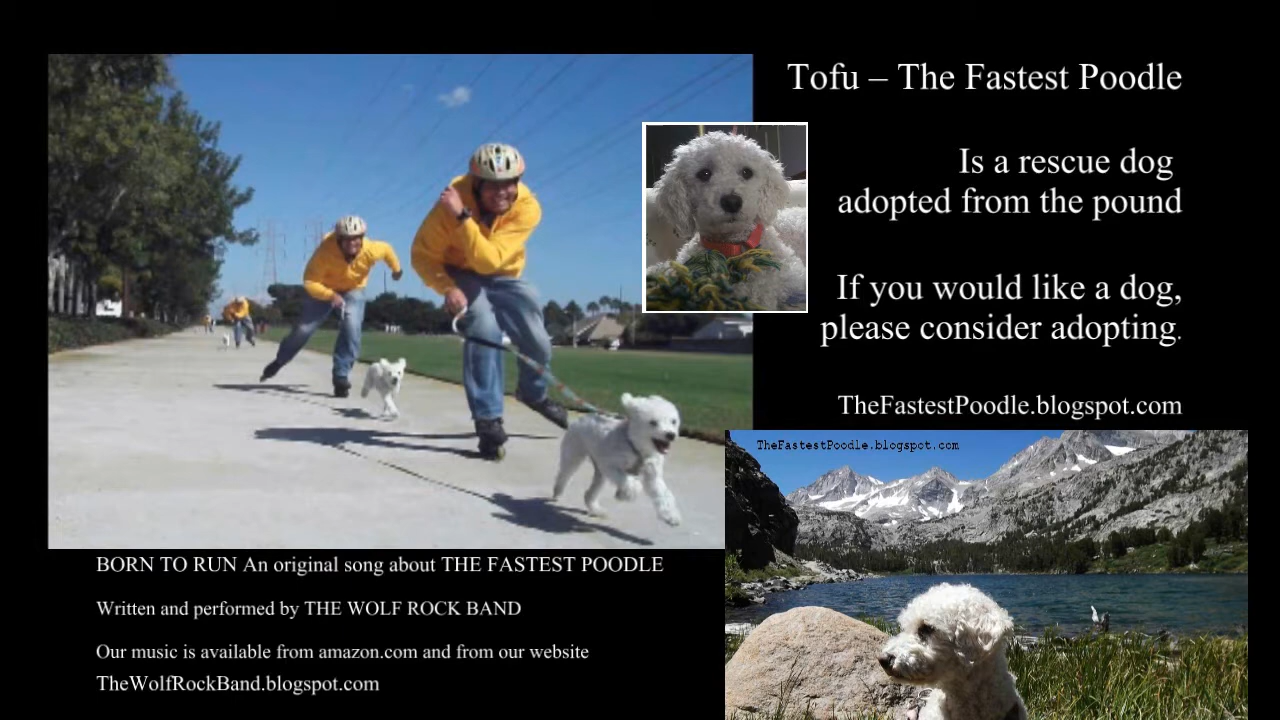 Tofu – The Fastest Poodle
Is a rescue dog
adopted from the pound
If you would like a dog,
please consider adopting.
TheFastestPoodle.blogspot.com
TheFastestPoodle.blogspot.com
BORN TO RUN An original song about THE FASTEST POODLE
Written and performed by THE WOLF ROCK BAND
Our music is available from amazon.com and from our website
TheWolfRockBand.blogspot.com